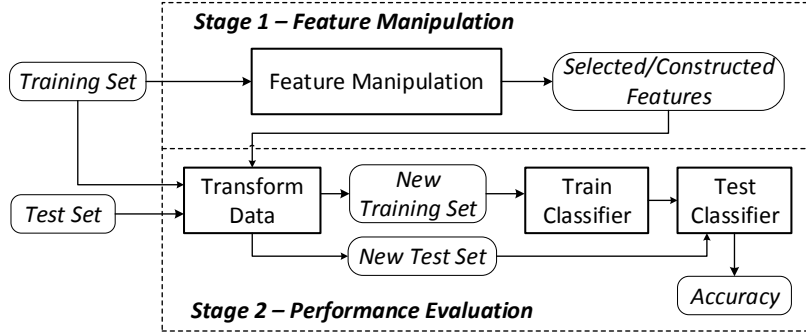 Stage 1 – Feature Manipulation
Training Set
Feature Manipulation
Selected/Constructed
Features
Transform
Data
New
Training Set
Train
Classifier
Test
Classifier
Test Set
New Test Set
Accuracy
Stage 2 – Performance Evaluation